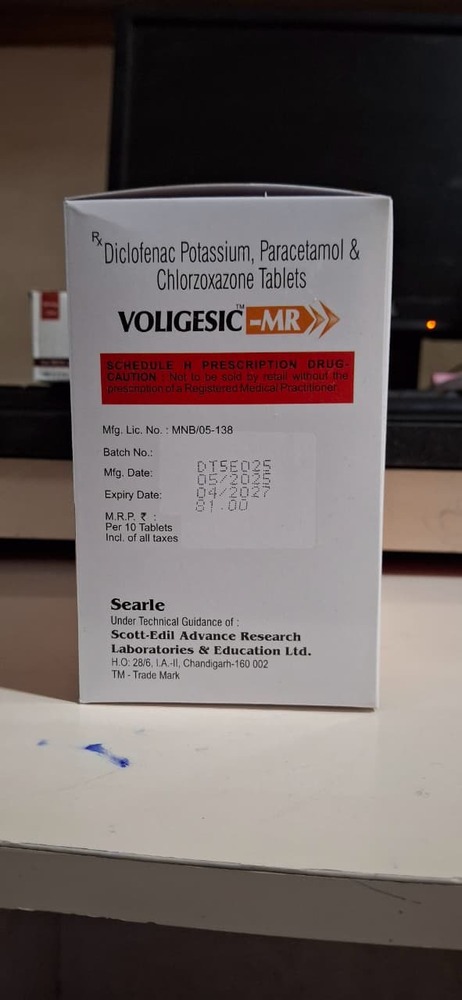 Rx Diclofenac Potassium, Paracetamol &
Chlorzoxazone Tablets
VOLIGESIC™-MR
SCHEDULE H PRESCRIPTION DRUG-
CAUTION : Not to be sold by retail without the
prescription of a Registered Medical Practitioner.
Mfg. Lic. No. : MNB/05-138
Batch No.: DT5E025
Mfg. Date: 05/2025
Expiry Date: 04/2027
M.R.P. ₹ : 81.00
Per 10 Tablets
Incl. of all taxes
Searle
Under Technical Guidance of :
Scott-Edil Advance Research
Laboratories & Education Ltd.
H.O: 28/6, I.A.-II, Chandigarh-160 002
TM - Trade Mark